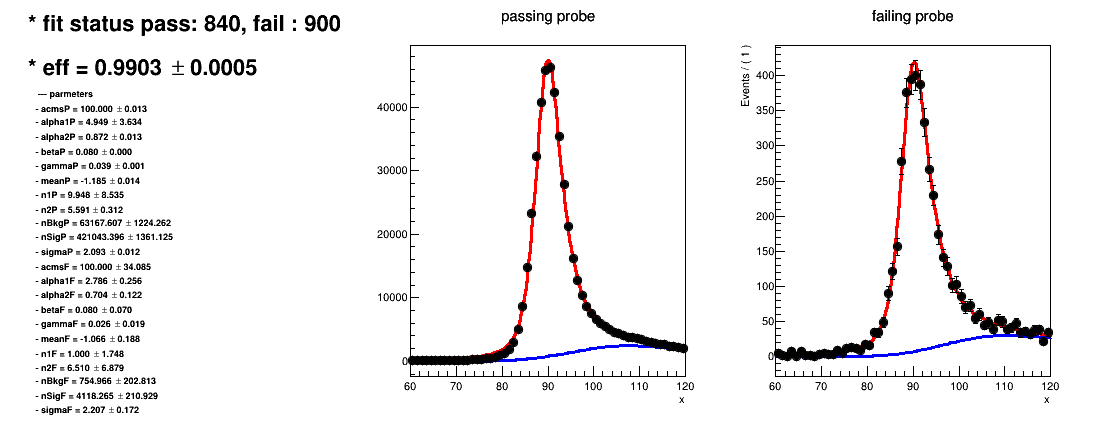 * fit status pass: 840, fail : 900
* eff = 0.9903 ± 0.0005
--- parmeters
- acmsP = 100.000 ± 0.013
- alpha1P = 4.949 ± 3.634
- alpha2P = 0.872 ± 0.013
- betaP = 0.080 ± 0.000
- gammaP = 0.039 ± 0.001
- meanP = -1.185 ± 0.014
- n1P = 9.948 ± 8.535
- n2P = 5.591 ± 0.312
- nBkgP = 63167.607 ± 1224.262
- nSigP = 421043.396 ± 1361.125
- sigmaP = 2.093 ± 0.012
- acmsF = 100.000 ± 34.085
- alpha1F = 2.786 ± 0.256
- alpha2F = 0.704 ± 0.122
- betaF = 0.080 ± 0.070
- gammaF = 0.026 ± 0.019
- meanF = -1.066 ± 0.188
- n1F = 1.000 ± 1.748
- n2F = 6.510 ± 6.879
- nBkgF = 754.966 ± 202.813
- nSigF = 4118.265 ± 210.929
- sigmaF = 2.207 ± 0.172
passing probe
40000
30000
20000
10000
0
60 70 80 90 100 110 120
x
failing probe
Events / ( 1 )
400
350
300
250
200
150
100
50
0
60 70 80 90 100 110 120
x